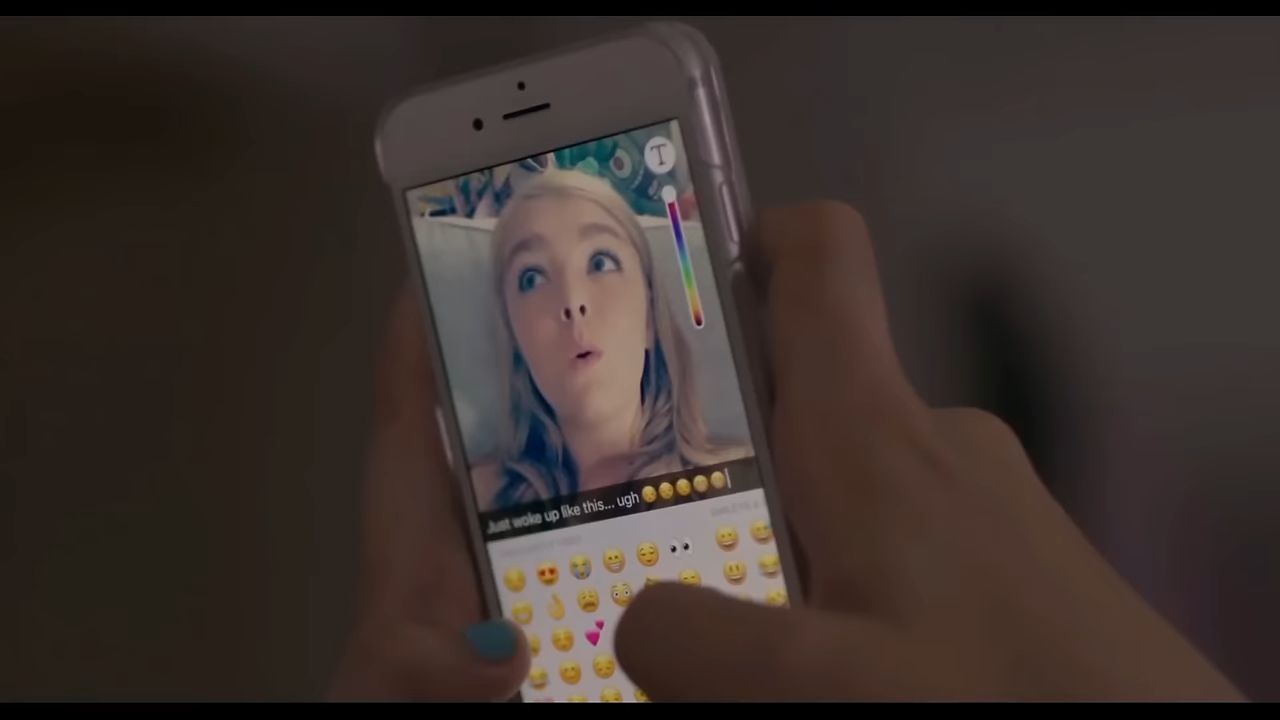 T
Just woke up like this... ugh 😒😒😒😒😒